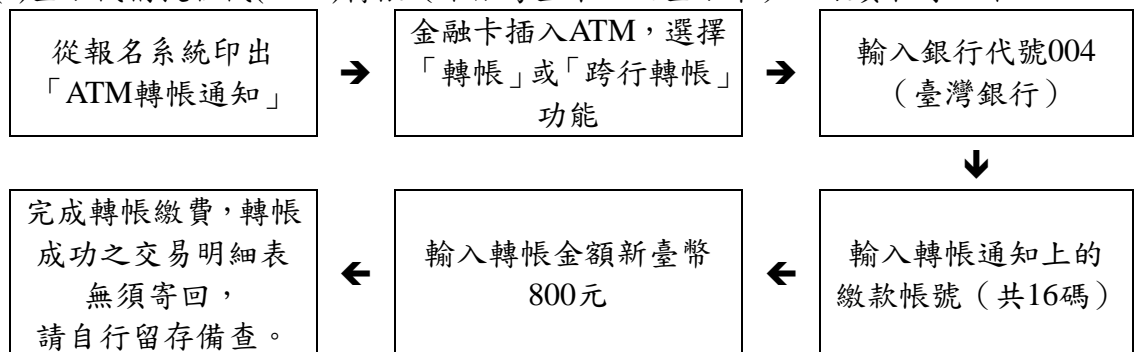 從報名系統印出
「ATM轉帳通知」
➔
金融卡插入ATM,選擇
「轉帳」或「跨行轉帳」
功能
➔
輸入銀行代號004
(臺灣銀行)
輸入轉帳通知上的
繳款帳號(共16碼)
輸入轉帳金額新臺幣
800元
完成轉帳繳費,轉帳
成功之交易明細表
無須寄回,
請自行留存備查。